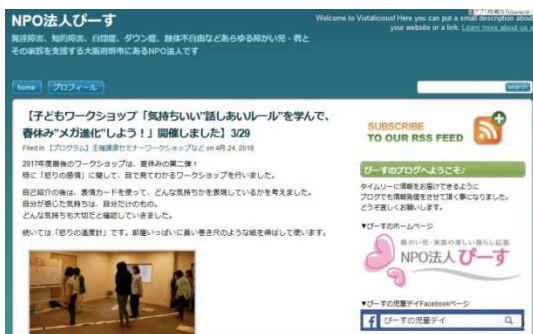 NPO法人ぴーす
Welcome to Vistalicious! Here you can put a small description about
your website or a link. Learn more about us »
発達障害、知的障害、自閉症、ダウン症、肢体不自由などあらゆる障がい児・者と
その家族を支援する大阪府堺市にあるNPO法人です
home
プロフィール
search
【子どもワークショップ「気持ちいい"話しあいルール"を学んで、
春休み"メガ進化"しよう！」開催しました】3/29
Filed in 【プログラム】主催講演セミナーワークショップなど on 4月 24, 2018
2017年度最後のワークショップは、夏休みの第二弾！
特に「怒りの感情」に関して、目で見てわかるワークショップを行いました。
自己紹介の後は、表情カードを使って、どんな気持ちかを表現しているかを考えました。
自分が感じた気持ちは、自分だけのもの。
どんな気持ちも大切だと確認していきました。
続いては「怒りの温度計」です。部屋いっぱいに長い巻き尺のような紙を伸ばして使います。
SUBSCRIBE
TO OUR RSS FEED
ぴーすのブログへようこそ♪
タイムリーに情報をお届けできるように
ブログでも情報発信をさせて頂く事になりました。
どうぞ宜しくお願いします。
▼ぴーすのホームページ
障がい児・家族の楽しい暮らし応援
NPO法人ぴーす
▼ぴーすの児童デイFacebookページ
ぴーすの児童デイ